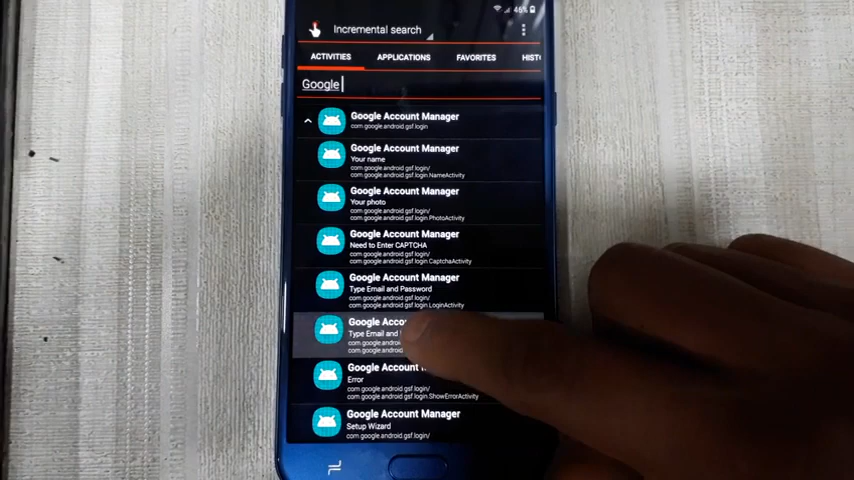 46%
Incremental search
ACTIVITIES APPLICATIONS FAVORITES HIST
Google
Google Account Manager
com.google.android.gsf.login
Google Account Manager
Your name
com.google.android.gsf.login/
com.google.android.gsf.login.NameActivity
Google Account Manager
Your photo
com.google.android.gsf.login/
com.google.android.gsf.login.PhotoActivity
Google Account Manager
Need to Enter CAPTCHA
com.google.android.gsf.login/
com.google.android.gsf.login.CaptchaActivity
Google Account Manager
Type Email and Password
com.google.android.gsf.login/
com.google.android.gsf.login.LoginActivity
Google Acco
Type Email and
com.google.andro
com.google.android
Google Account
Error
com.google.android.gsf.login/
com.google.android.gsf.login.ShowErrorActivity
Google Account Manager
Setup Wizard
com.google.android.gsf.login/